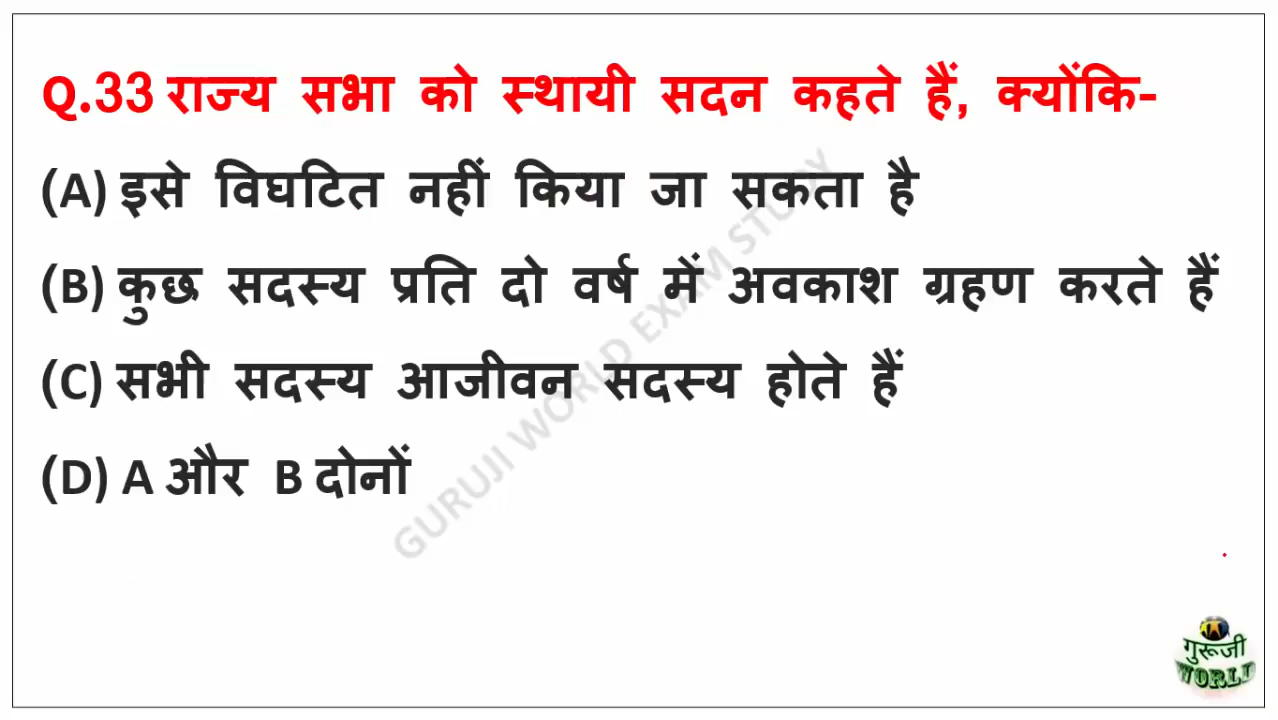 Q.33 राज्य सभा को स्थायी सदन कहते हैं, क्योंकि-
(A) इसे विघटित नहीं किया जा सकता है
(B) कुछ सदस्य प्रति दो वर्ष में अवकाश ग्रहण करते हैं
(C) सभी सदस्य आजीवन सदस्य होते हैं
(D) A और B दोनों
GURUJI WORLD EXAM STUDY
गुरूजी
WORLD